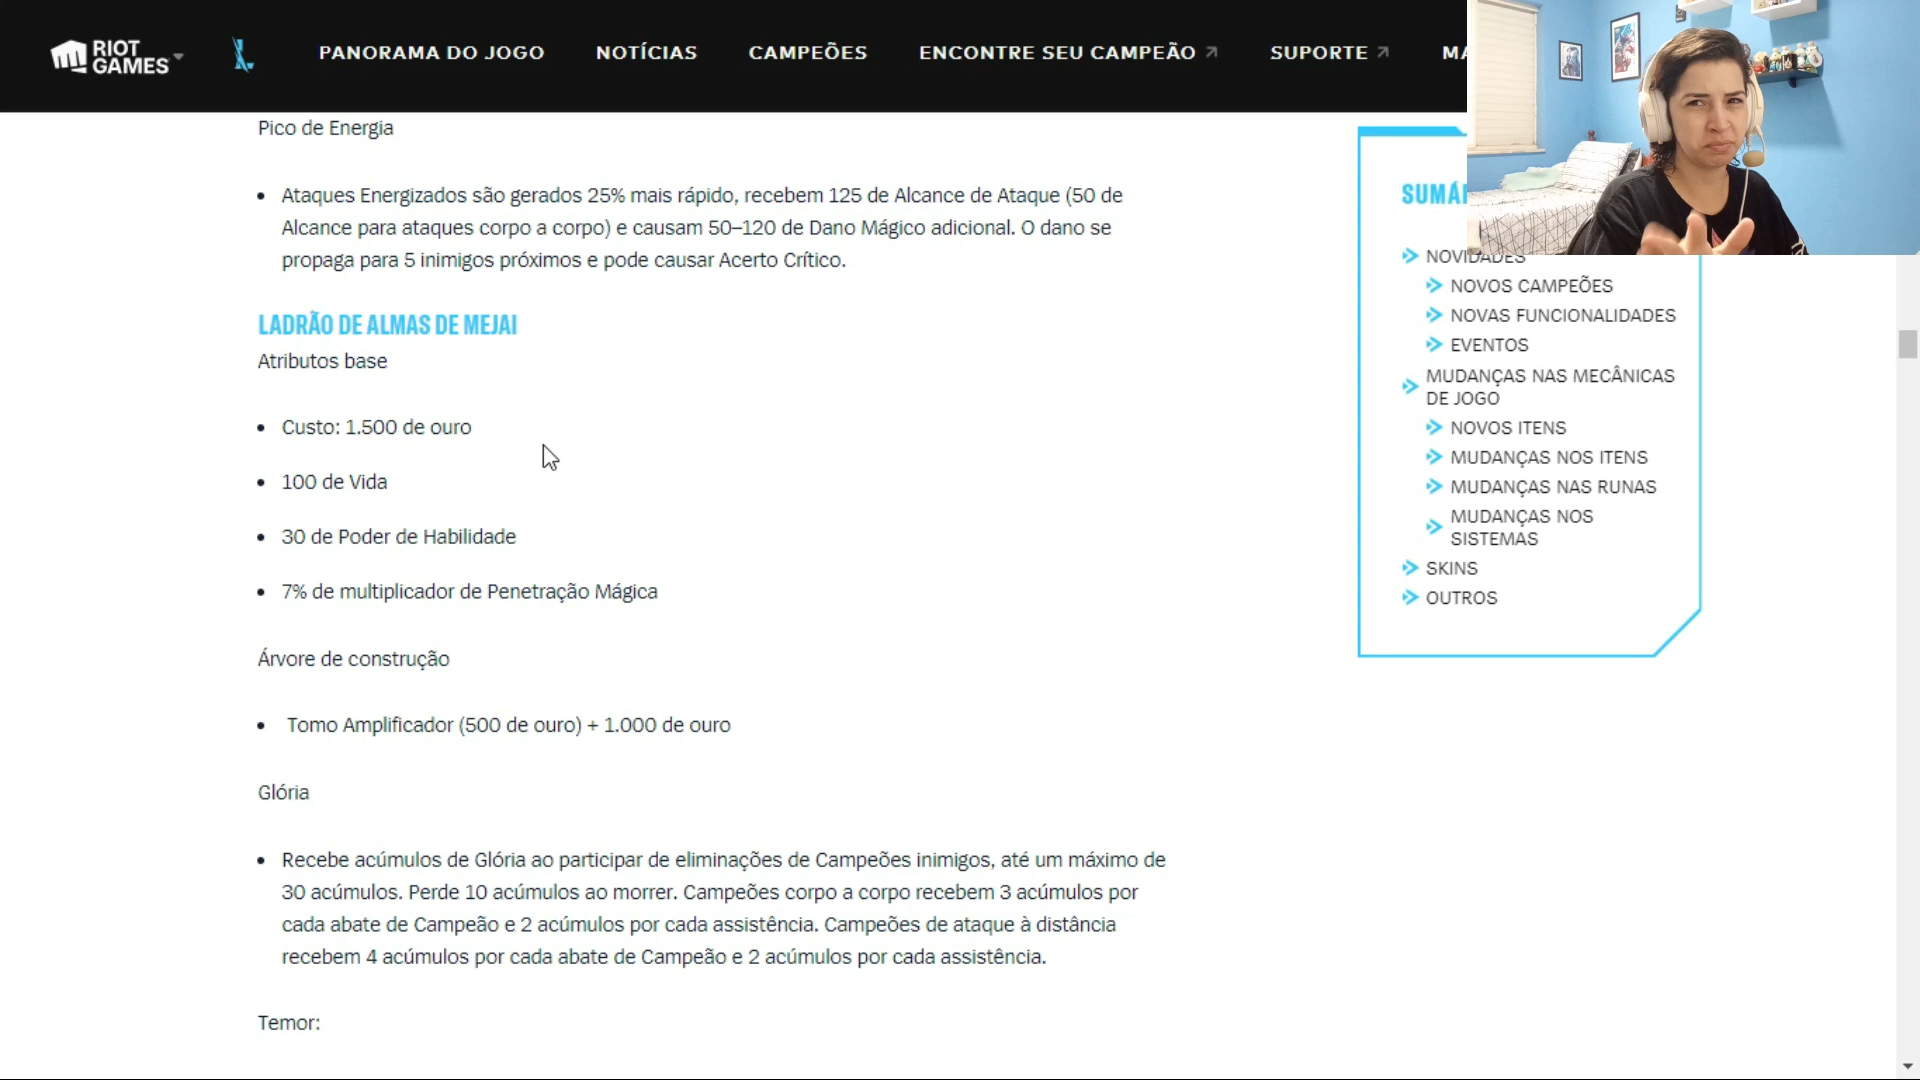 RIOT
GAMES
PANORAMA DO JOGO
NOTÍCIAS
CAMPEÕES
ENCONTRE SEU CAMPEÃO
SUPORTE
Pico de Energia
Ataques Energizados são gerados 25% mais rápido, recebem 125 de Alcance de Ataque (50 de
Alcance para ataques corpo a corpo) e causam 50–120 de Dano Mágico adicional. O dano se
propaga para 5 inimigos próximos e pode causar Acerto Crítico.
LADRÃO DE ALMAS DE MEJAI
Atributos base
Custo: 1.500 de ouro
100 de Vida
30 de Poder de Habilidade
7% de multiplicador de Penetração Mágica
Árvore de construção
Tomo Amplificador (500 de ouro) + 1.000 de ouro
Glória
Recebe acúmulos de Glória ao participar de eliminações de Campeões inimigos, até um máximo de
30 acúmulos. Perde 10 acúmulos ao morrer. Campeões corpo a corpo recebem 3 acúmulos por
cada abate de Campeão e 2 acúmulos por cada assistência. Campeões de ataque à distância
recebem 4 acúmulos por cada abate de Campeão e 2 acúmulos por cada assistência.
Temor:
NOVIDADES
NOVOS CAMPEÕES
NOVAS FUNCIONALIDADES
EVENTOS
MUDANÇAS NAS MECÂNICAS
DE JOGO
NOVOS ITENS
MUDANÇAS NOS ITENS
MUDANÇAS NAS RUNAS
MUDANÇAS NOS
SISTEMAS
SKINS
OUTROS